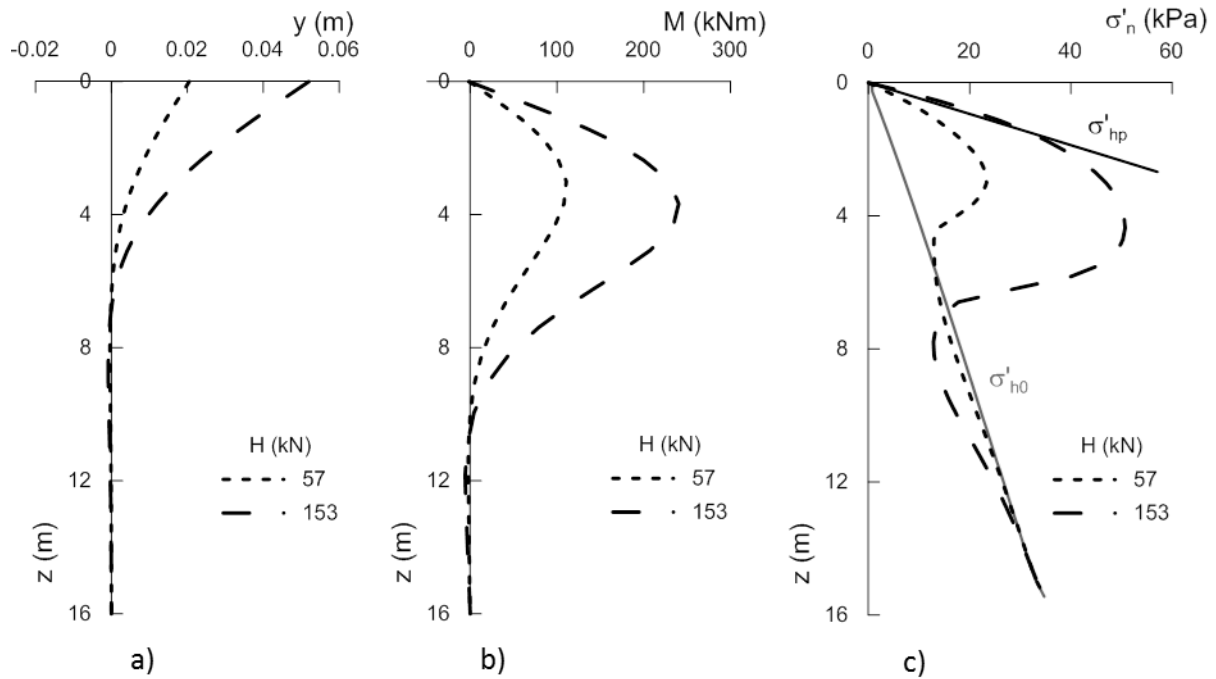 y (m)
-0.02 0 0.02 0.04 0.06
0
4
8
12
16
z (m)
H (kN)
57
153
a)
M (kNm)
0 100 200 300
0
4
8
12
16
z (m)
H (kN)
57
153
b)
σ'n (kPa)
0 20 40 60
0
4
8
12
16
z (m)
σ'hp
σ'h0
H (kN)
57
153
c)